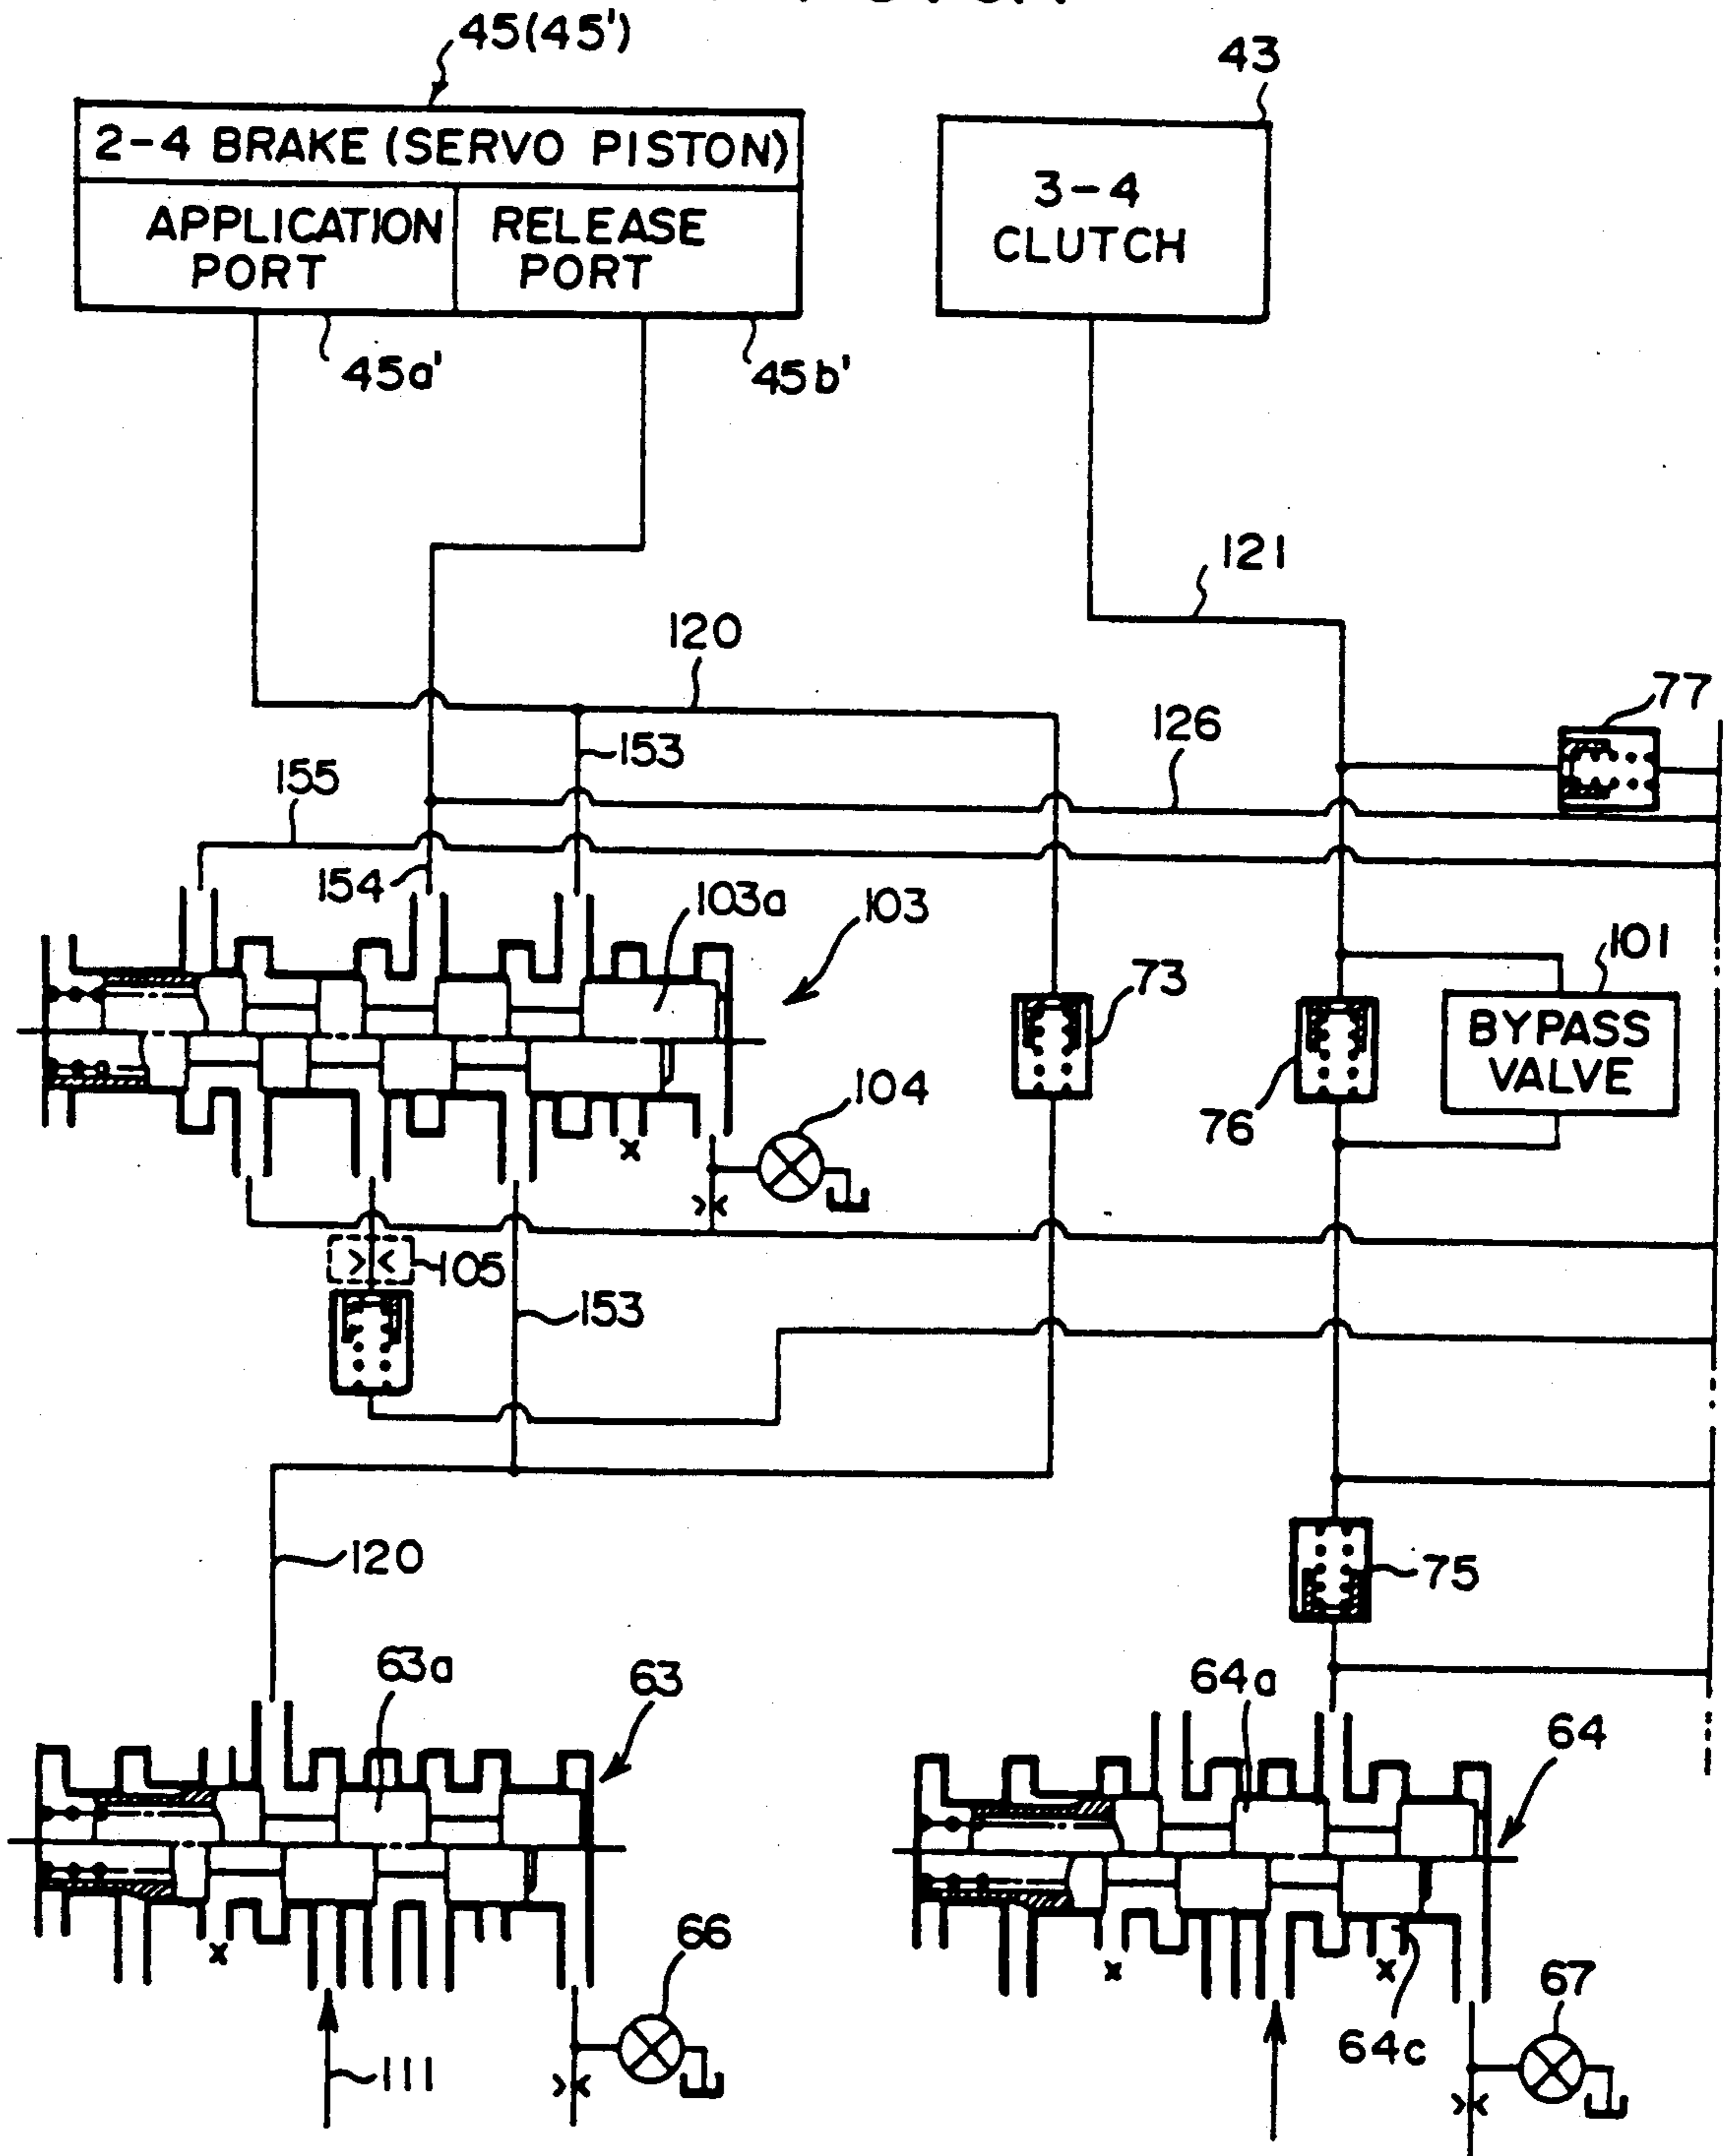 45(45')
43
2-4 BRAKE (SERVO PISTON)
APPLICATION
PORT
RELEASE
PORT
3-4
CLUTCH
45a'
45b'
121
120
77
126
153
155
154
103a
103
101
73
BYPASS
VALVE
76
104
x
105
153
120
75
63a
63
64a
64
x
66
x
x
67
64c
111